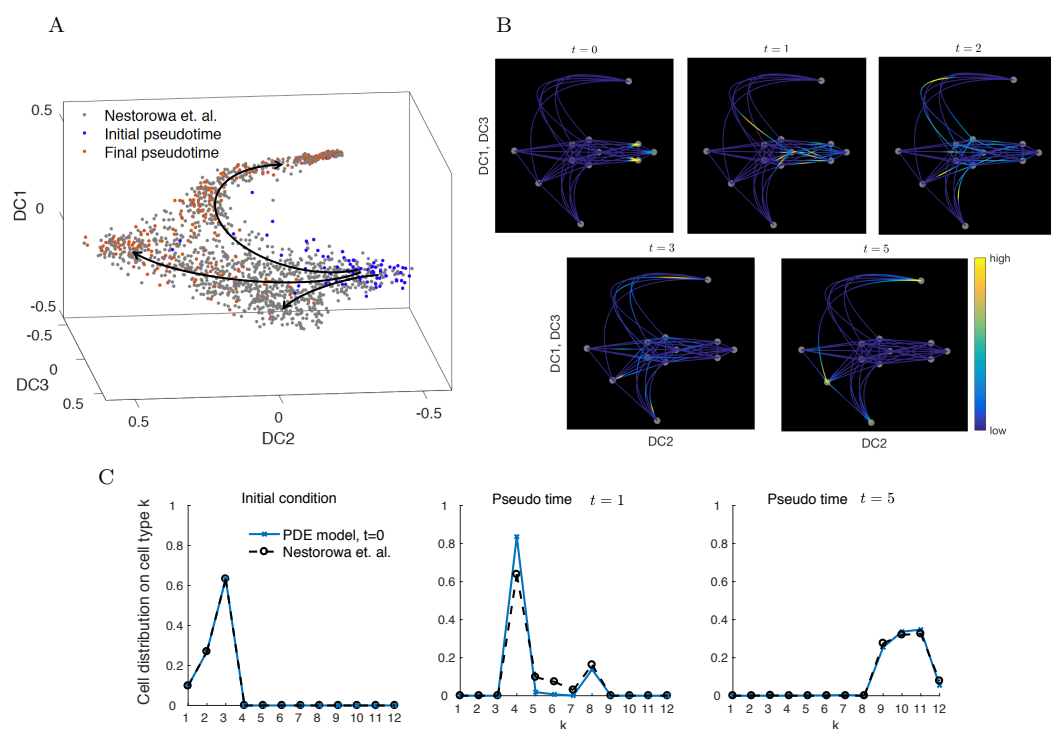 A
0.5
0
-0.5
DC1
Nestorowa et. al.
Initial pseudotime
Final pseudotime
-0.5
0
0.5
DC3
0.5
0
-0.5
DC2
B
t = 0
t = 1
t = 2
DC1, DC3
t = 3
t = 5
DC1, DC3
high
low
DC2
DC2
C
Initial condition
Cell distribution on cell type k
1
0.8
0.6
0.4
0.2
0
PDE model, t=0
Nestorowa et. al.
1 2 3 4 5 6 7 8 9 10 11 12
Pseudo time t = 1
1
0.8
0.6
0.4
0.2
0
1 2 3 4 5 6 7 8 9 10 11 12
k
Pseudo time t = 5
1
0.8
0.6
0.4
0.2
0
1 2 3 4 5 6 7 8 9 10 11 12
k